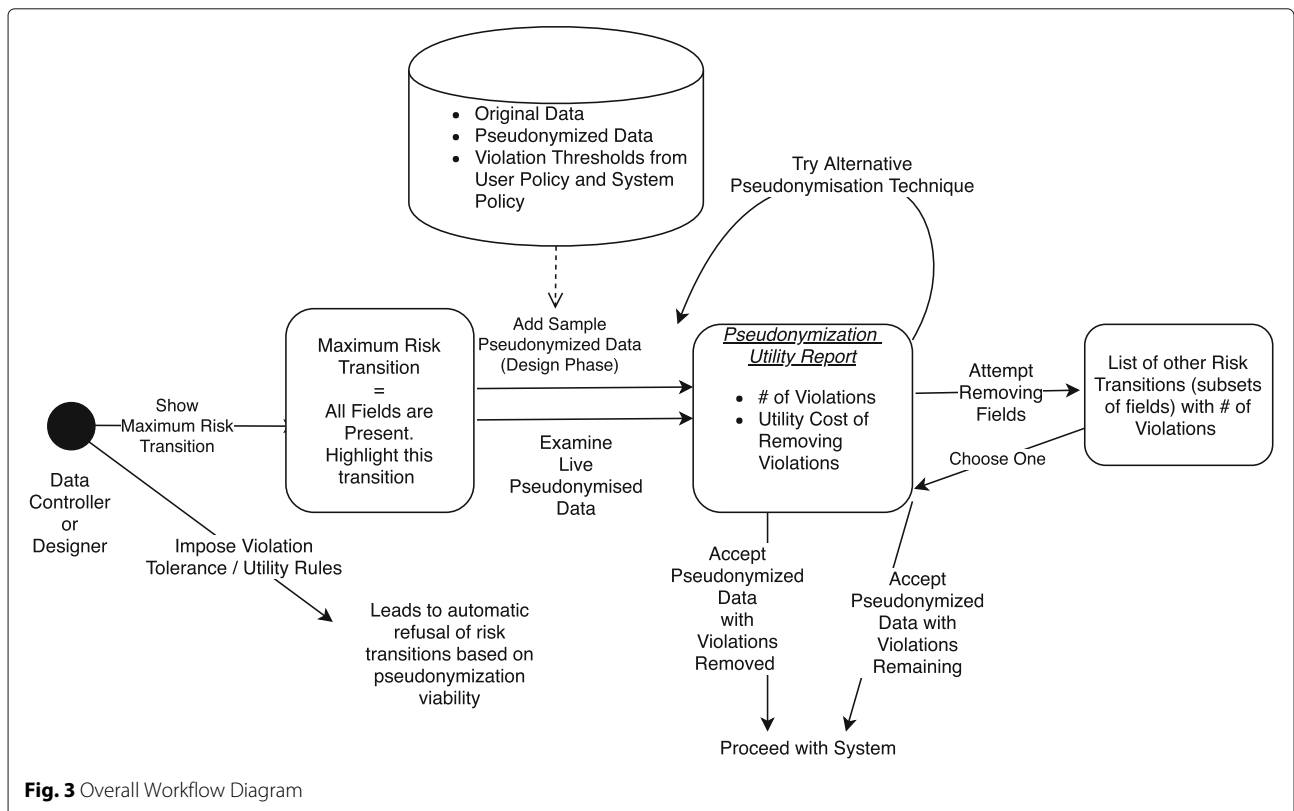 • Original Data
• Pseudonymized Data
• Violation Thresholds from
User Policy and System
Policy
Try Alternative
Pseudonymisation Technique
Add Sample
Pseudonymized Data
(Design Phase)
Maximum Risk
Transition
=
All Fields are
Present.
Highlight this
transition
Pseudonymization
Utility Report
• # of Violations
• Utility Cost of
Removing
Violations
Attempt
Removing
Fields
List of other Risk
Transitions (subsets
of fields) with # of
Violations
Show
Maximum Risk
Transition
Examine
Live
Pseudonymised
Data
Choose One
Data
Controller
or
Designer
Impose Violation
Tolerance / Utility Rules
Leads to automatic
refusal of risk
transitions based on
pseudonymization
viability
Accept
Pseudonymized
Data
with
Violations
Removed
Accept
Pseudonymized
Data with
Violations
Remaining
Proceed with System
Fig. 3 Overall Workflow Diagram